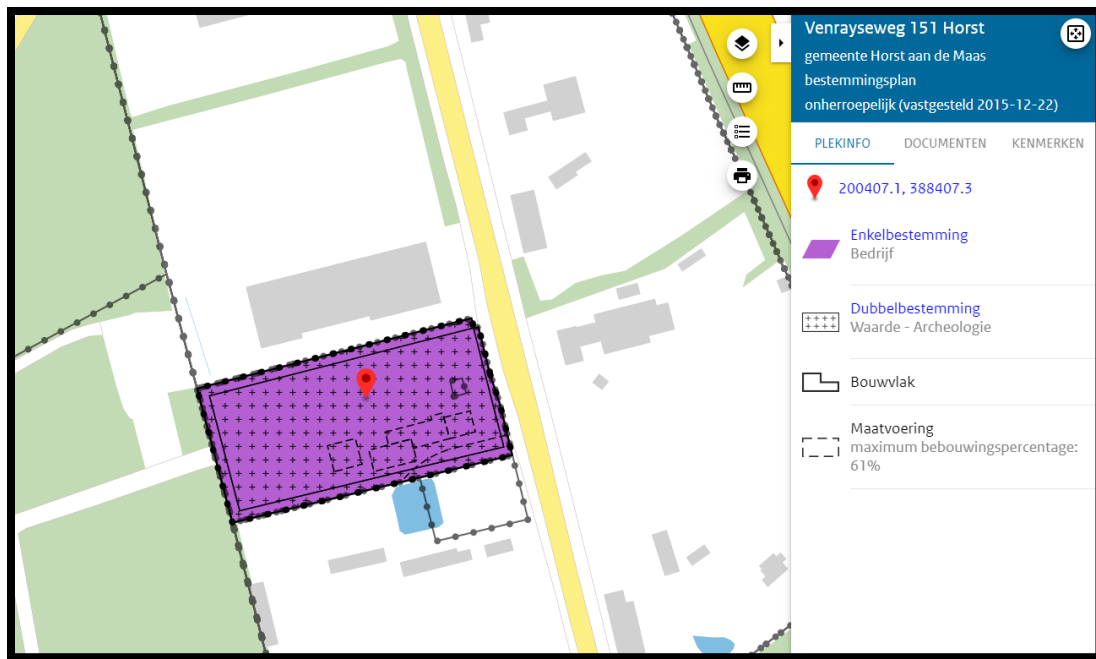 Venrayseweg 151 Horst
gemeente Horst aan de Maas
bestemmingsplan
onherroepelijk (vastgesteld 2015-12-22)
PLEKINFO DOCUMENTEN KENMERKEN
200407.1, 388407.3
Enkelbestemming
Bedrijf
Dubbelbestemming
Waarde - Archeologie
Bouwvlak
Maatvoering
maximum bebouwingspercentage:
61%